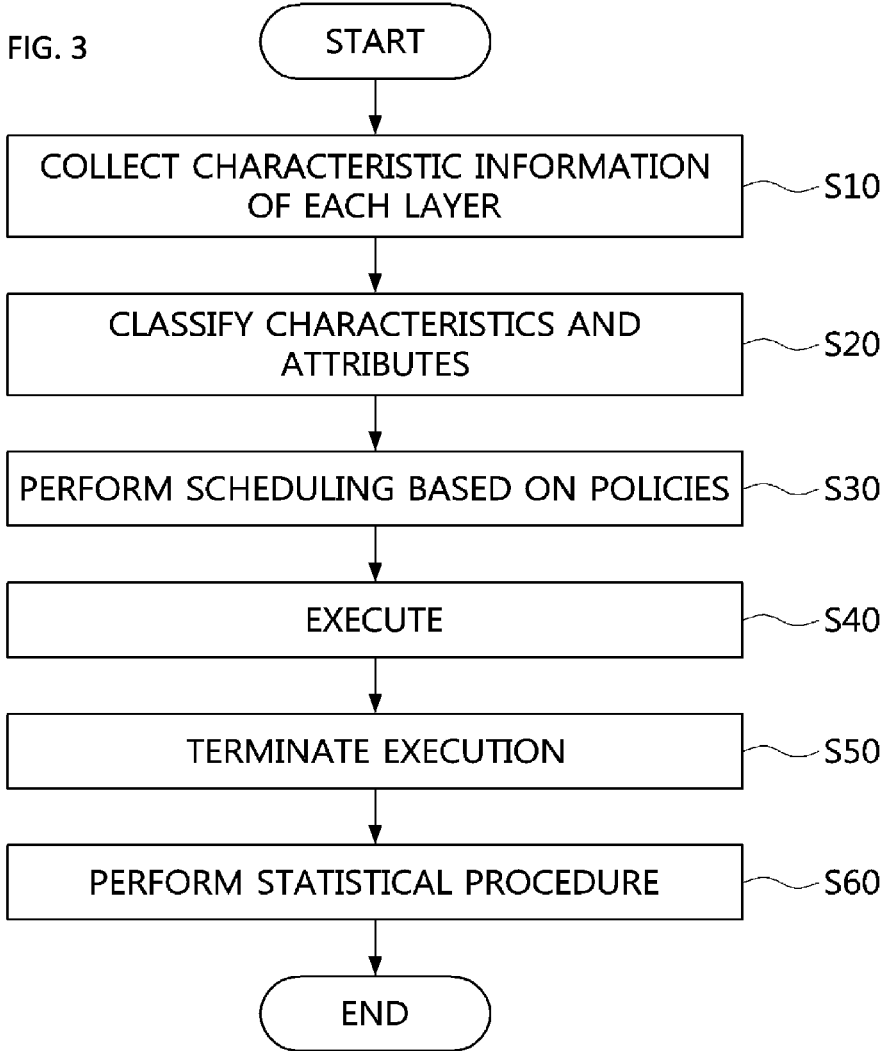 FIG. 3
START
COLLECT CHARACTERISTIC INFORMATION
OF EACH LAYER
S10
CLASSIFY CHARACTERISTICS AND
ATTRIBUTES
S20
PERFORM SCHEDULING BASED ON POLICIES
S30
EXECUTE
S40
TERMINATE EXECUTION
S50
PERFORM STATISTICAL PROCEDURE
S60
END